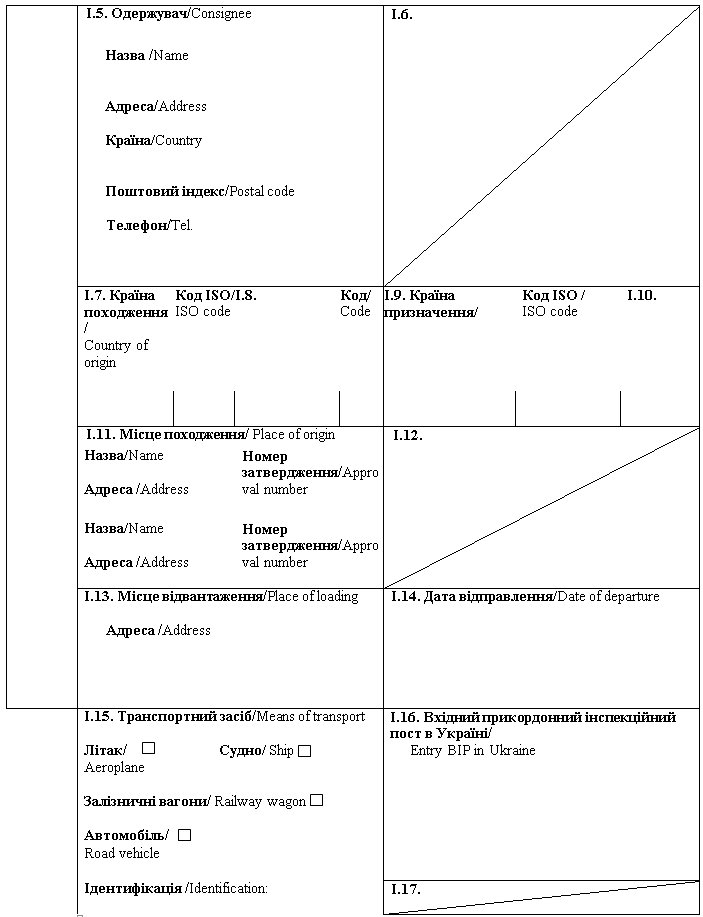 I.5. Одержувач/Consignee
Назва /Name
Адреса/Address
Країна/Country
Поштовий індекс/Postal code
Телефон/Tel.
I.6.
I.7. Країна
походження
/
Country of
origin
Код ISO/
ISO code
I.8.
Код/
Code
I.9. Країна
призначення/
Код ISO /
ISO code
I.10.
I.11. Місце походження/ Place of origin
Назва/Name
Адреса /Address
Номер
затвердження/Appro
val number
Назва/Name
Адреса /Address
Номер
затвердження/Appro
val number
I.12.
I.13. Місце відвантаження/Place of loading
Адреса /Address
I.14. Дата відправлення/Date of departure
I.15. Транспортний засіб/Means of transport
Літак/
Aeroplane
Судно/ Ship
Залізничні вагони/ Railway wagon
Автомобіль/
Road vehicle
Ідентифікація /Identification:
I.16. Вхідний прикордонний інспекційний
пост в Україні/
Entry BIP in Ukraine
I.17.